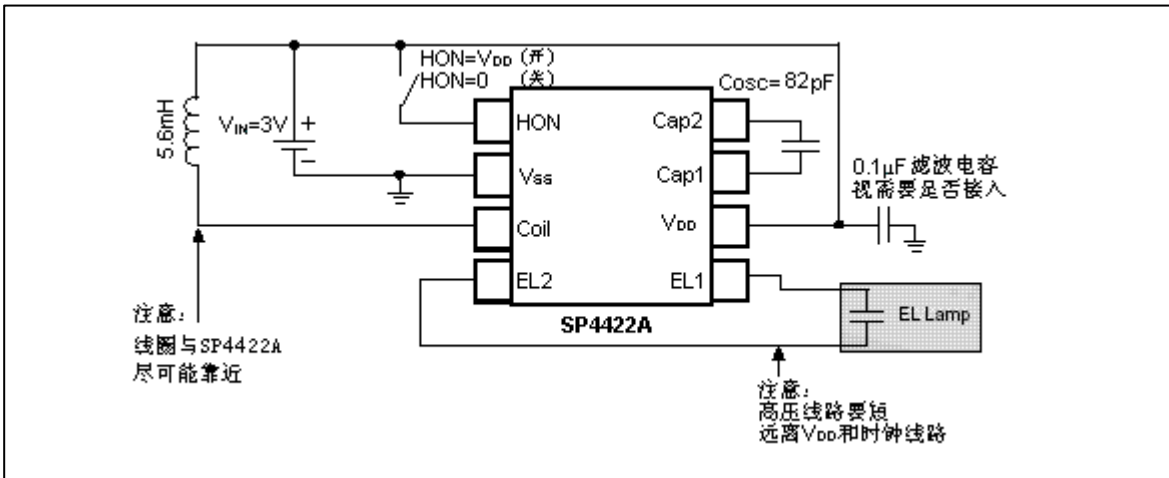 HON=VDD (开)
HON=0 (关)
Cosc=82pF
5.6mH
VIN=3V
+
−
HON
Cap2
Vss
Cap1
0.1μF 滤波电容
视需要是否接入
Coil
VDD
EL2
EL1
SP4422A
EL Lamp
注意:
线圈与SP4422A
尽可能靠近
注意:
高压线路要短
远离VDD和时钟线路